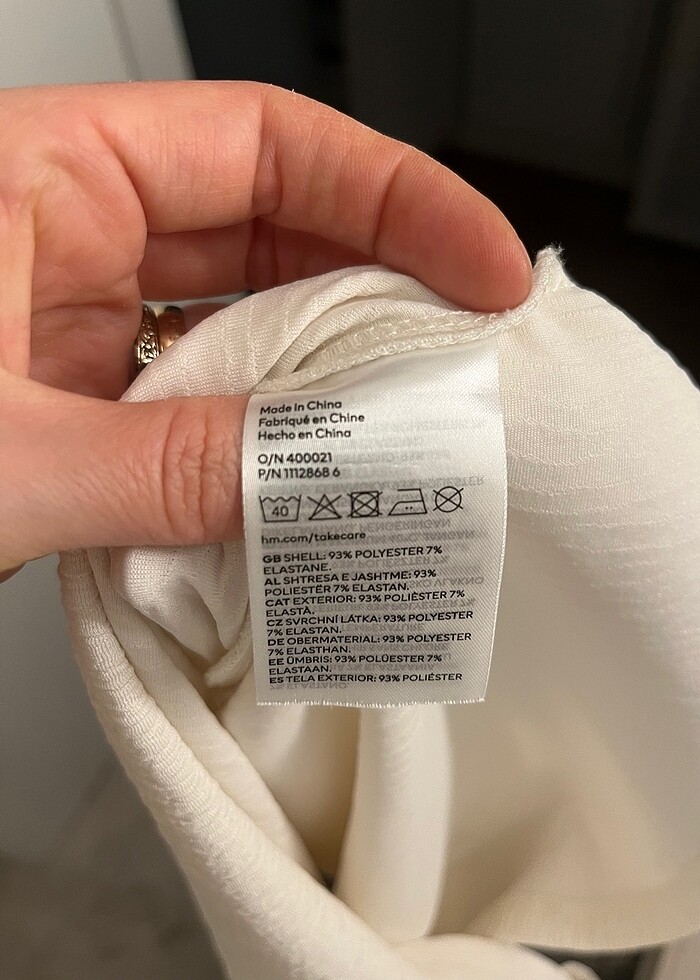 Made in China
Fabriqué en Chine
Hecho en China
O/N 400021
P/N 1112868 6
40
hm.com/takecare
GB SHELL: 93% POLYESTER 7%
ELASTANE.
AL SHTRESA E JASHTME: 93%
POLIESTËR 7% ELASTAN.
CAT EXTERIOR: 93% POLIÈSTER 7%
ELASTÀ.
CZ SVRCHNÍ LÁTKA: 93% POLYESTER
7% ELASTAN.
DE OBERMATERIAL: 93% POLYESTER
7% ELASTHAN.
EE ÜMBRIS: 93% POLÜESTER 7%
ELASTAAN.
ES TELA EXTERIOR: 93% POLIÉSTER